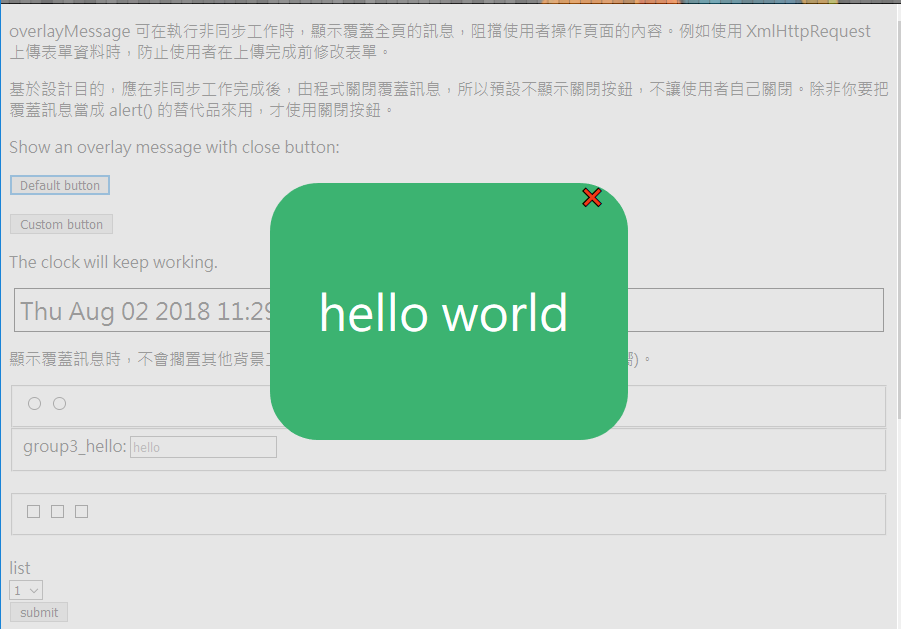 overlayMessage 可在執行非同步工作時，顯示覆蓋全頁的訊息，阻擋使用者操作頁面的內容。例如使用 XmlHttpRequest
上傳表單資料時，防止使用者在上傳完成前修改表單。
基於設計目的，應在非同步工作完成後，由程式關閉覆蓋訊息，所以預設不顯示關閉按鈕，不讓使用者自己關閉。除非你要把
覆蓋訊息當成 alert() 的替代品來用，才使用關閉按鈕。
Show an overlay message with close button:
Default button
Custom button
The clock will keep working.
Thu Aug 02 2018 11:29
hello world
顯示覆蓋訊息時，不會擱置其他背景
)。
group3_hello: hello
list
1
submit